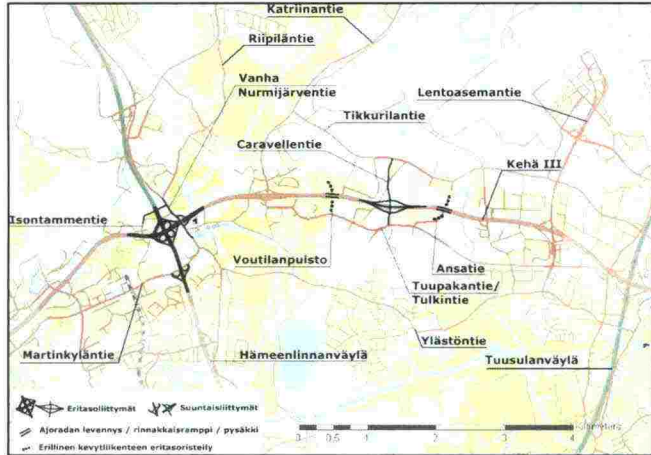 Katriinantie
Riipiläntie
Vanha
Nurmijärventie
Lentoasemantie
Tikkurilantie
Caravellentie
Kehä III
Isontammentie
Voutilanpuisto
Ansatie
Tuupakantie/
Tulkintie
Martinkyläntie
Hämeenlinnanväylä
Ylästöntie
Tuusulanväylä
Eritasoliittymät
Suuntaisliittymät
Ajoradan levennys / rinnakkaisramppi / pysäkki
Erillinen kevytliikenteen eritasoristeily
0 0,5 1 2 3 4